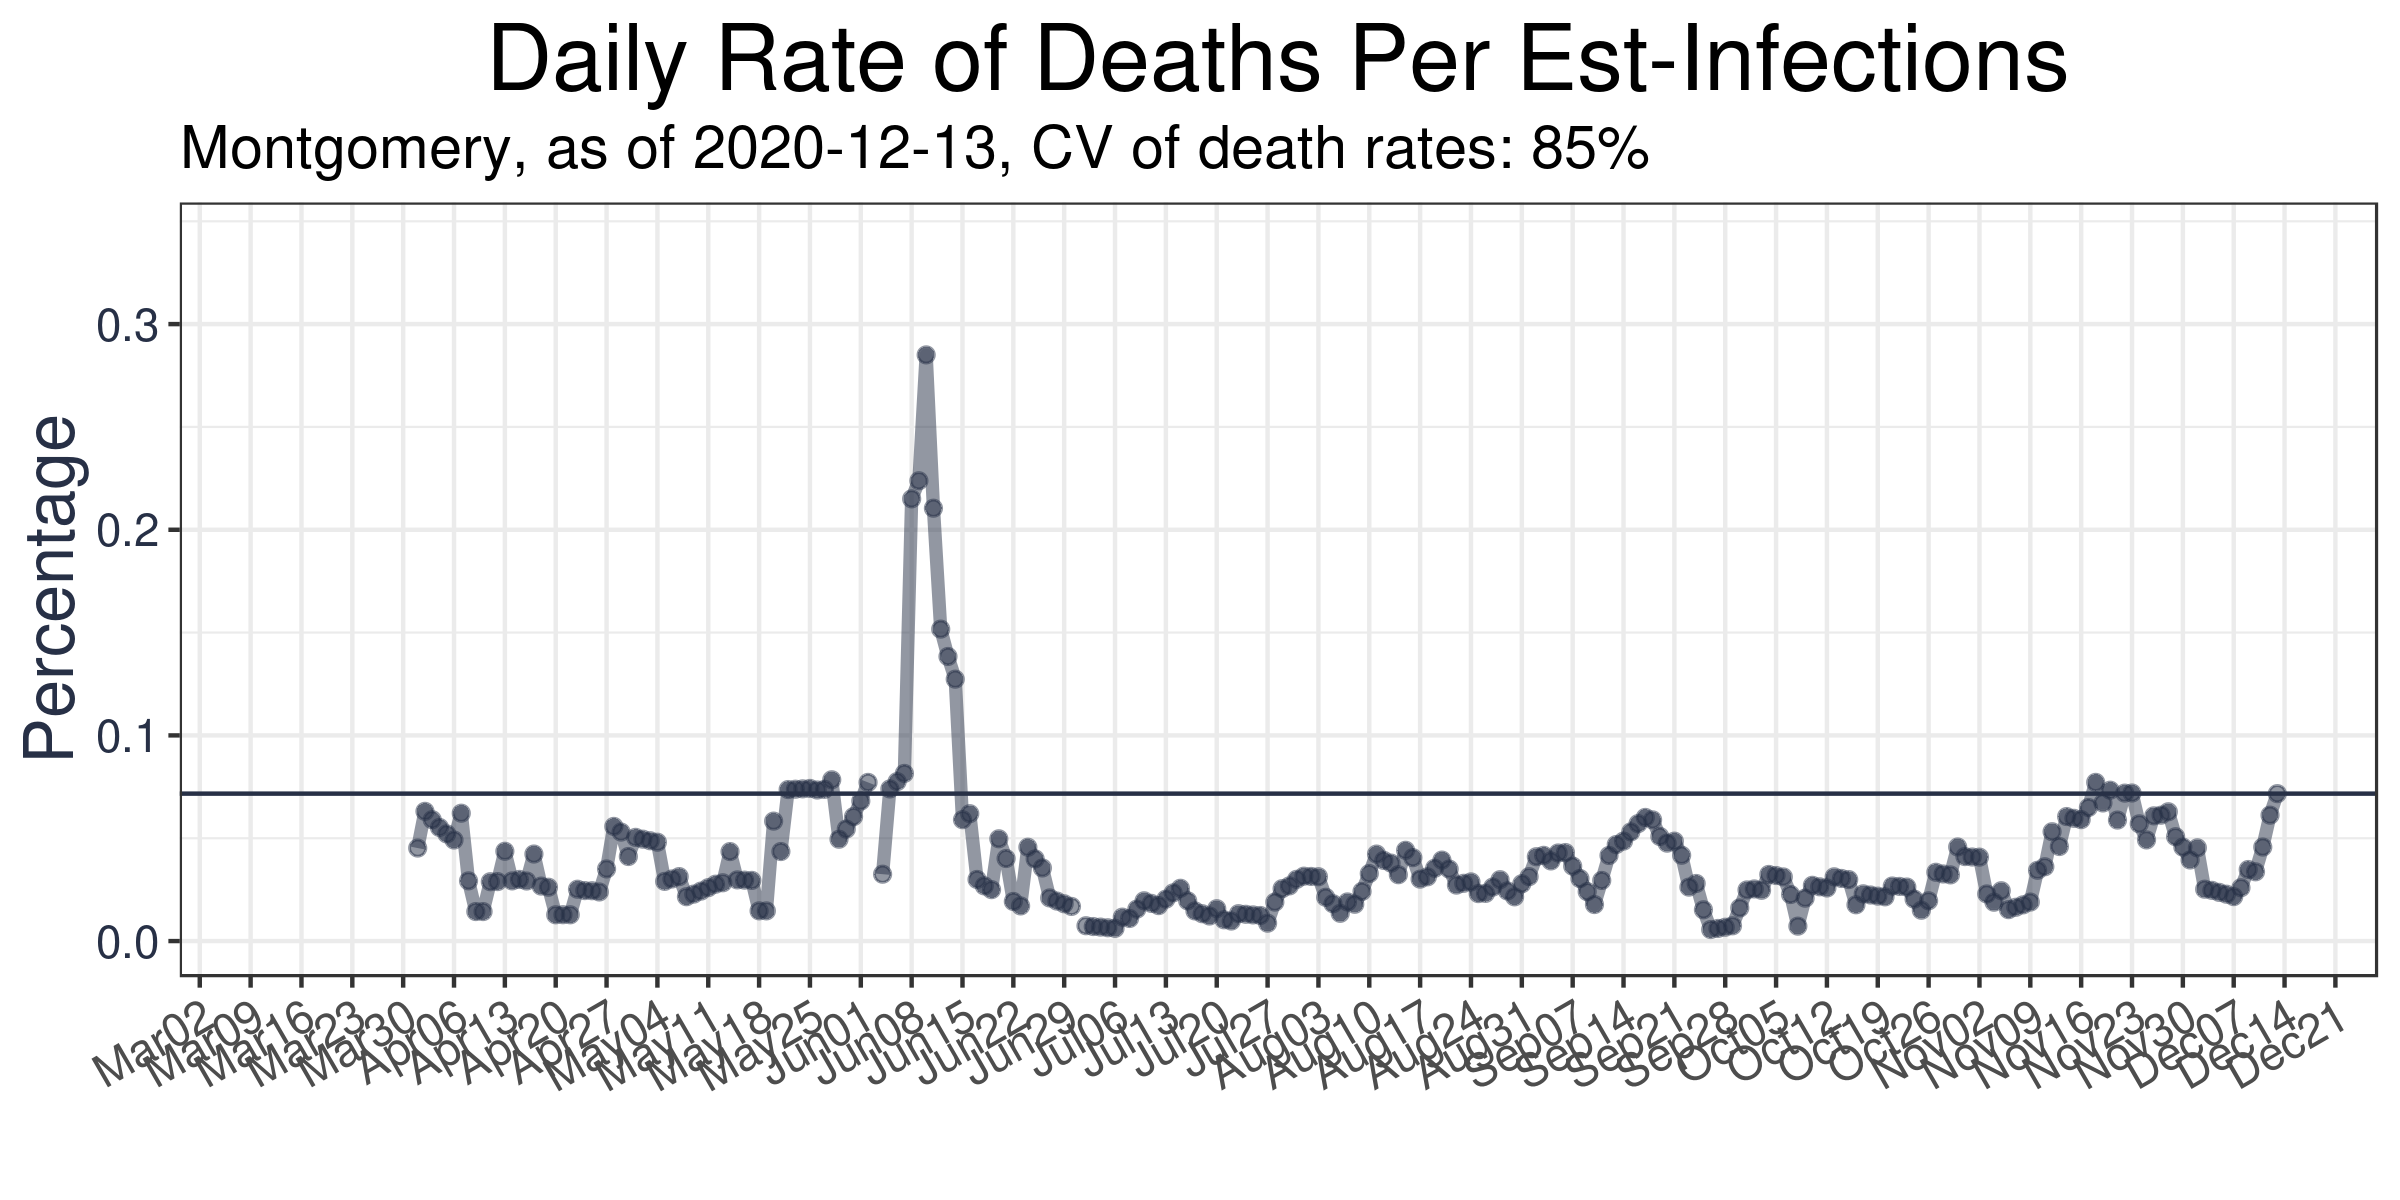 Daily Rate of Deaths Per Est-Infections
Montgomery, as of 2020-12-13, CV of death rates: 85%
Percentage
0.3
0.2
0.1
0.0
Mar02
Mar09
Mar16
Mar23
Mar30
Apr06
Apr13
Apr20
Apr27
May04
May11
May18
May25
Jun01
Jun08
Jun15
Jun22
Jun29
Jul06
Jul13
Jul20
Jul27
Aug03
Aug10
Aug17
Aug24
Aug31
Sep07
Sep14
Sep21
Sep28
Oct05
Oct12
Oct19
Oct26
Nov02
Nov09
Nov16
Nov23
Nov30
Dec07
Dec14
Dec21